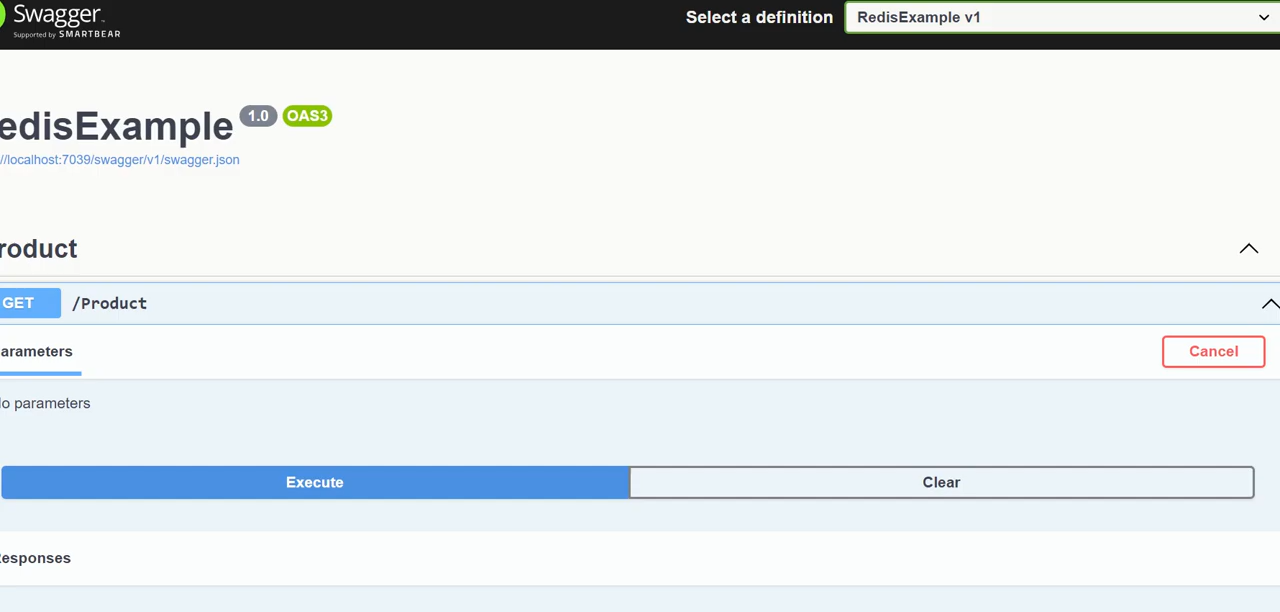 Swagger
Supported by SMARTBEAR
Select a definition
RedisExample v1
edisExample 1.0 OAS3
//localhost:7039/swagger/v1/swagger.json
roduct
GET /Product
arameters
Cancel
o parameters
Execute
Clear
esponses